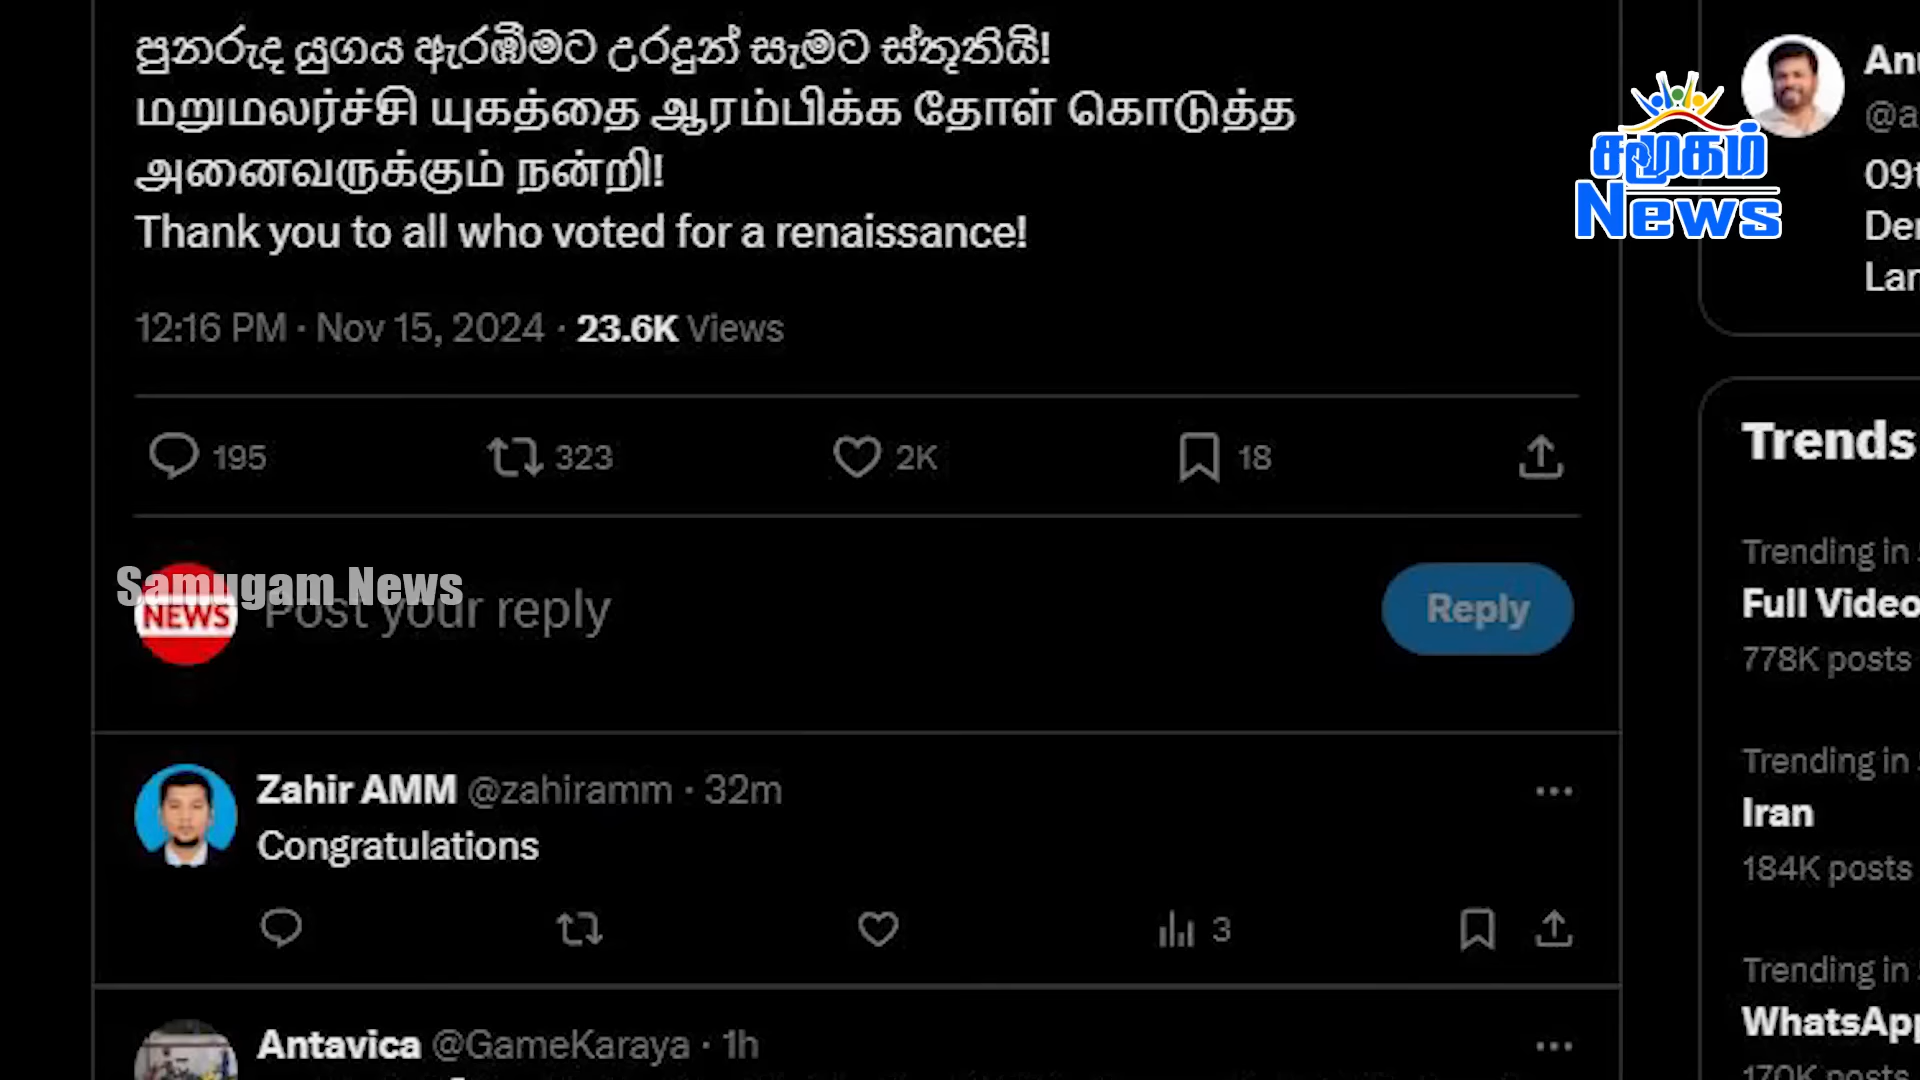 පුනරුද යුගය ඇරඹීමට උරදුන් සැමට ස්තූතියි!
மறுமலர்ச்சி யுகத்தை ஆரம்பிக்க தோள் கொடுத்த
அனைவருக்கும் நன்றி!
Thank you to all who voted for a renaissance!
12:16 PM · Nov 15, 2024 · 23.6K Views
195 323 2K 18
Samugam News
NEWS Post your reply Reply
Zahir AMM @zahiramm · 32m
Congratulations
3
Antavica @GameKaraya · 1h
சமூகம்
News
@a
09t
Trends
Trending in
Full Video
778K posts
Trending in
Iran
184K posts
Trending in
WhatsApp
170K posts